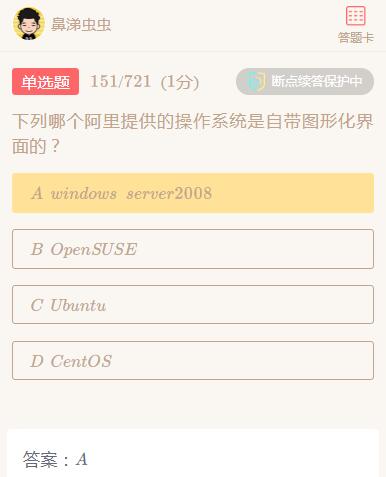 鼻涕虫虫
答题卡
单选题 151/721 (1分) 断点续答保护中
下列哪个阿里提供的操作系统是自带图形化界
面的？
A windows server2008
B OpenSUSE
C Ubuntu
D CentOS
答案：A